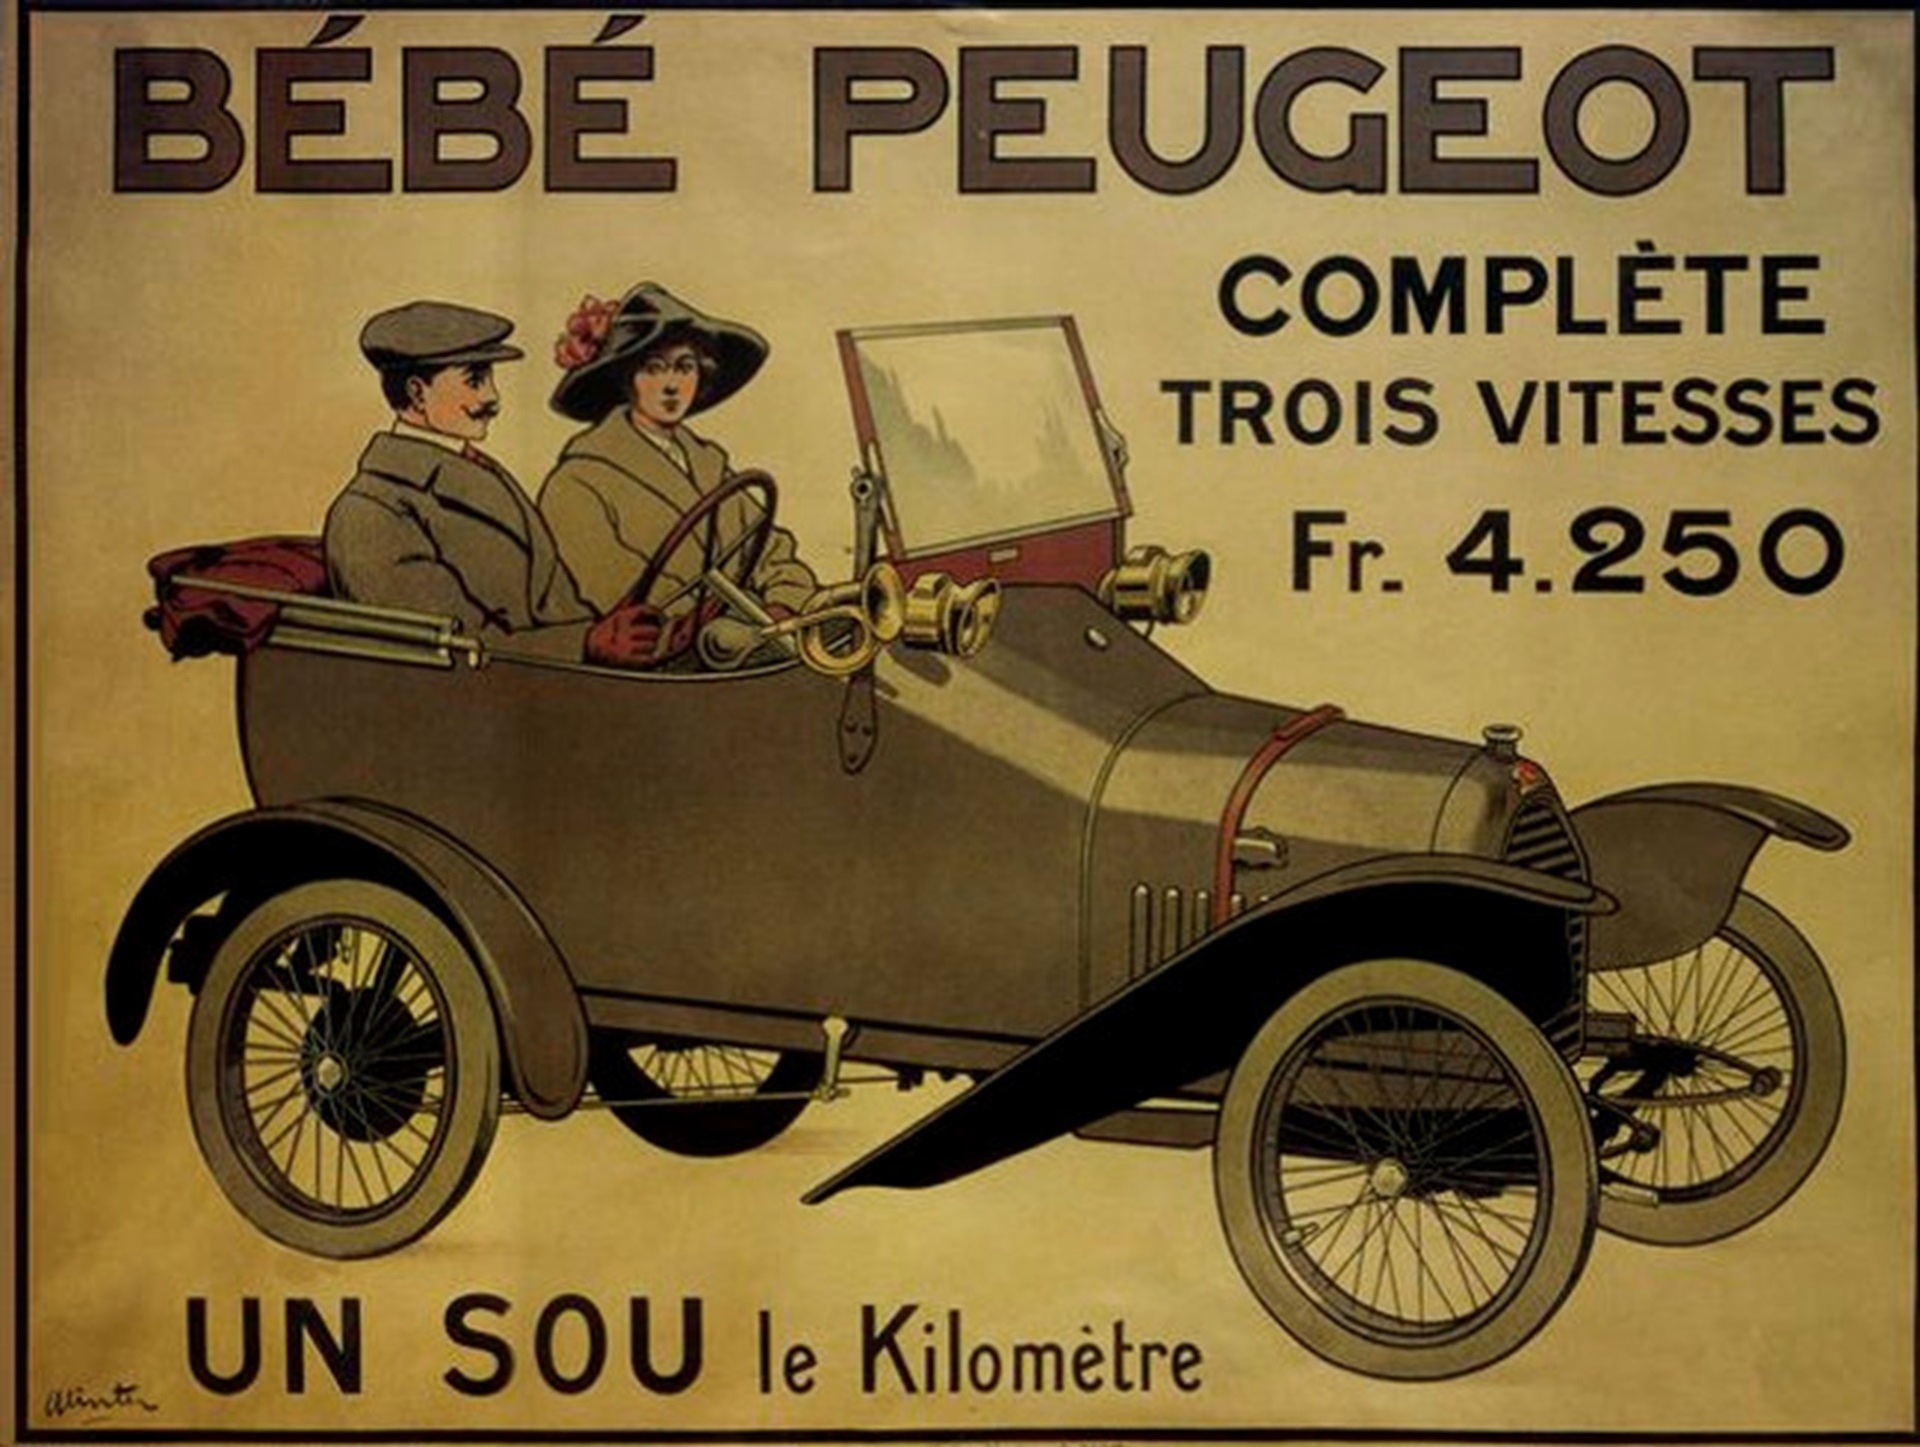 BÉBÉ PEUGEOT
COMPLÈTE
TROIS VITESSES
Fr. 4.250
UN SOU le Kilomètre